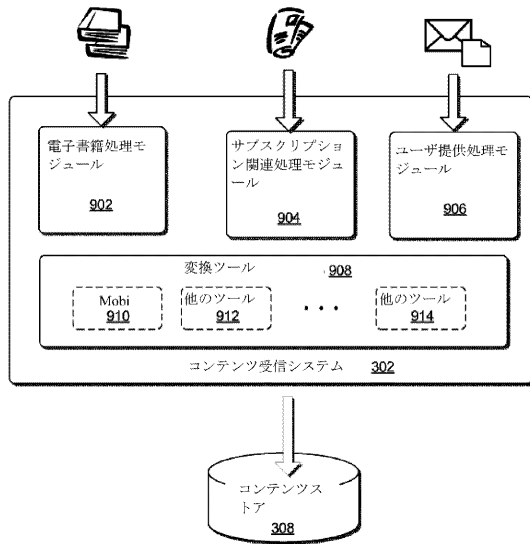 電子書籍処理モ
ジュール
902
サブスクリプショ
ン関連処理モジュ
ール
904
ユーザ提供処理モ
ジュール
906
変換ツール 908
Mobi
910
他のツール
912
• • •
他のツール
914
コンテンツ受信システム 302
コンテンツス
トア
308